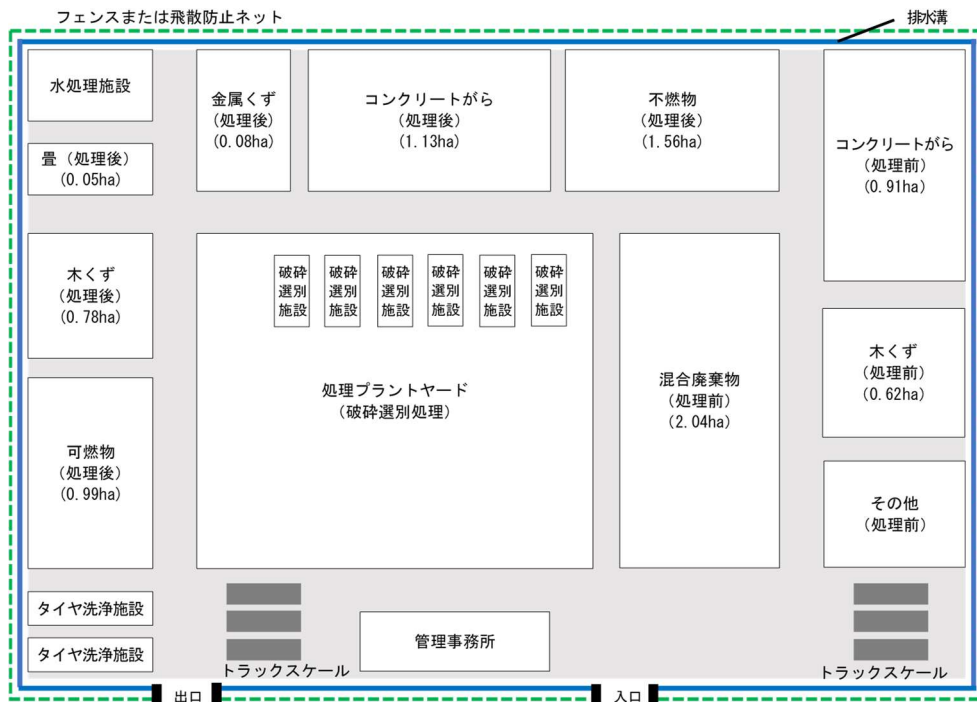 フェンスまたは飛散防止ネット
排水溝
水処理施設
金属くず
(処理後)
(0.08ha)
コンクリートがら
(処理後)
(1.13ha)
不燃物
(処理後)
(1.56ha)
コンクリートがら
(処理前)
(0.91ha)
畳(処理後)
(0.05ha)
木くず
(処理後)
(0.78ha)
破砕
選別
施設
破砕
選別
施設
破砕
選別
施設
破砕
選別
施設
破砕
選別
施設
破砕
選別
施設
処理プラントヤード
(破砕選別処理)
混合廃棄物
(処理前)
(2.04ha)
木くず
(処理前)
(0.62ha)
可燃物
(処理後)
(0.99ha)
その他
(処理前)
タイヤ洗浄施設
タイヤ洗浄施設
トラックスケール
管理事務所
トラックスケール
出口
入口